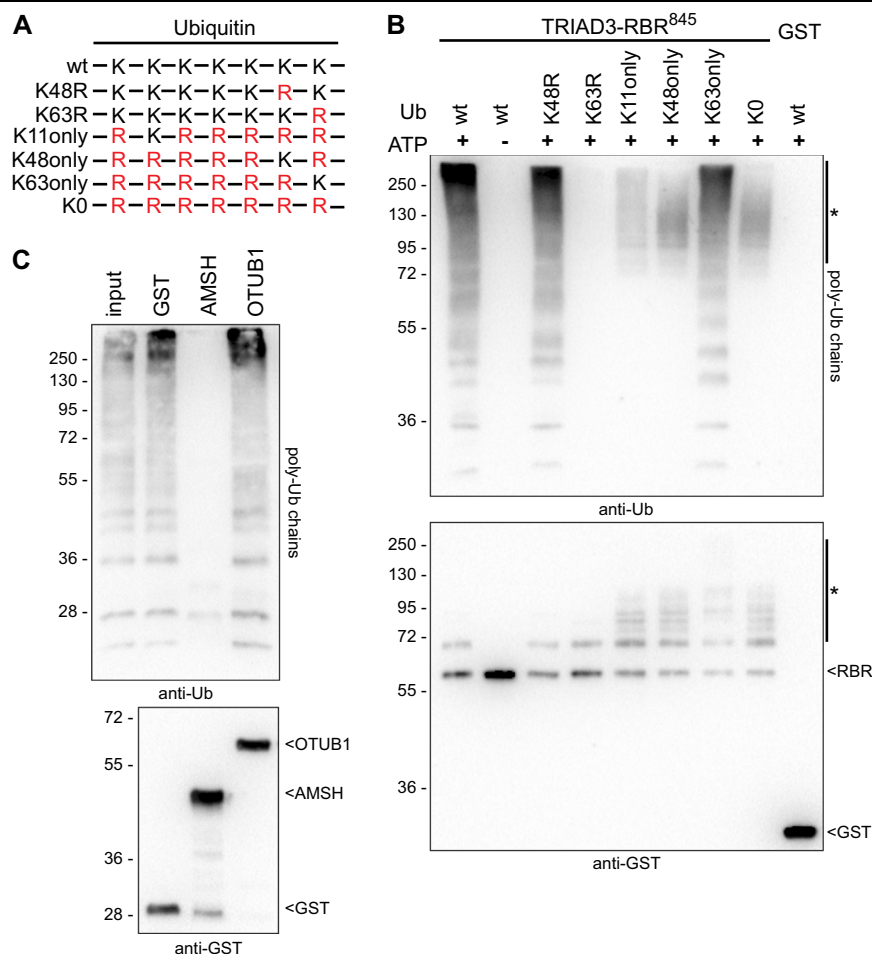 A
Ubiquitin
wt K K K K K K K
K48R K K K K K R K
K63R K K K K K K R
K11only R K R R R R R
K48only R R R R R K R
K63only R R R R R R K
K0 R R R R R R R
B
TRIAD3-RBR845
GST
Ub wt wt K48R K63R K11only K48only K63only K0 wt
ATP + - + + + + + + +
250 -
130 -
95 -
72 -
55 -
36 -
*
poly-Ub chains
anti-Ub
250 -
130 -
95 -
72 -
55 -
36 -
*
<RBR
<GST
anti-GST
C
input GST AMSH OTUB1
250 -
130 -
95 -
72 -
55 -
36 -
28 -
poly-Ub chains
anti-Ub
72 -
55 -
36 -
28 -
<OTUB1
<AMSH
<GST
anti-GST